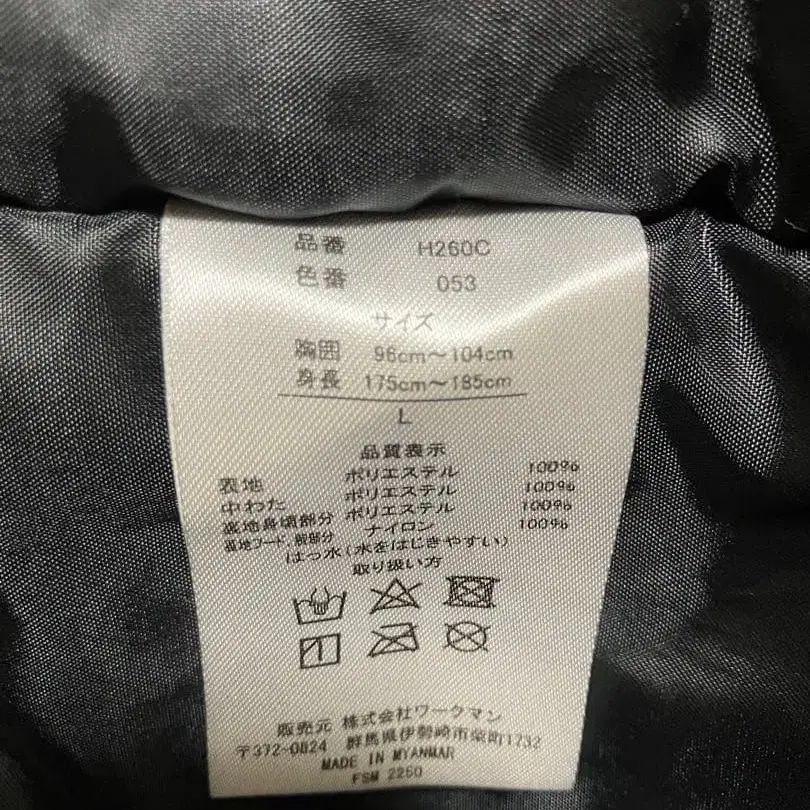 品番 H260C
色番 053
サイズ
胸囲 96cm～104cm
身長 175cm～185cm
L
品質表示
表地 ポリエステル 100%
中わた ポリエステル 100%
裏地身頃部分 ポリエステル 100%
裏地フード、袖部分 ナイロン 100%
はっ水(水をはじきやすい)
取り扱い方
販売元 株式会社ワークマン
〒372-0824 群馬県伊勢崎市柴町1732
MADE IN MYANMAR
FSM 2250